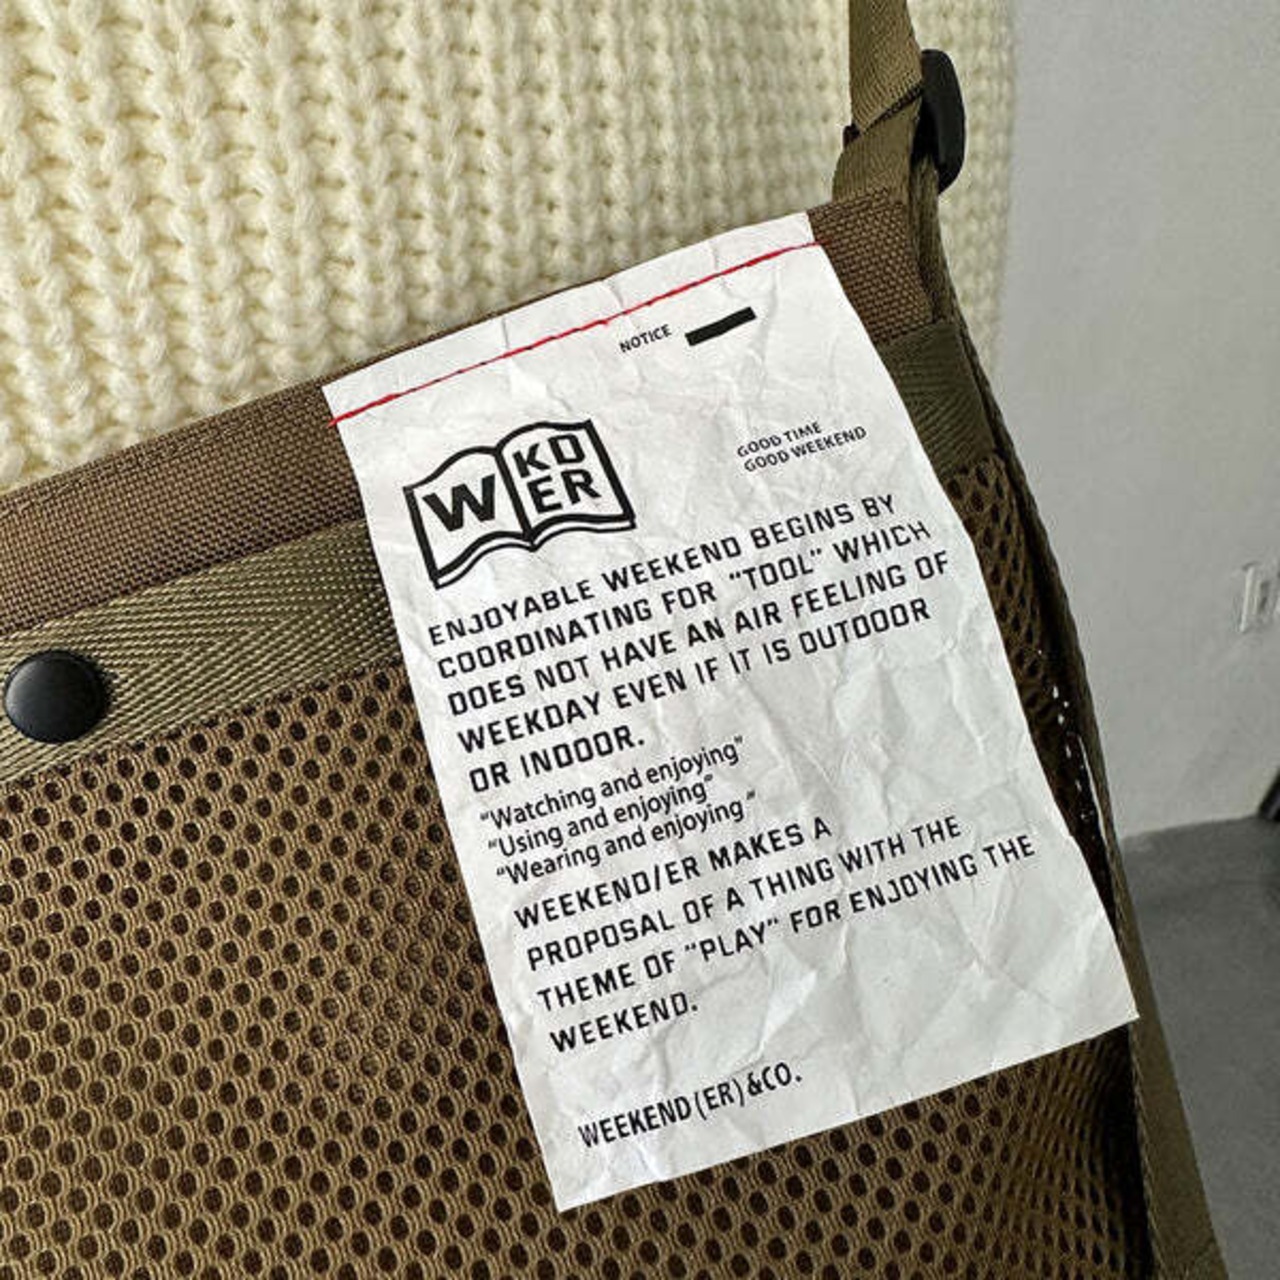 NOTICE
W KD
ER
GOOD TIME
GOOD WEEKEND
ENJOYABLE WEEKEND BEGINS BY
COORDINATING FOR “TOOL” WHICH
DOES NOT HAVE AN AIR FEELING OF
WEEKDAY EVEN IF IT IS OUTDOOR
OR INDOOR.
“Watching and enjoying”
“Using and enjoying”
“Wearing and enjoying ”
WEEKEND/ER MAKES A
PROPOSAL OF A THING WITH THE
THEME OF “PLAY” FOR ENJOYING THE
WEEKEND.
WEEKEND(ER)&CO.